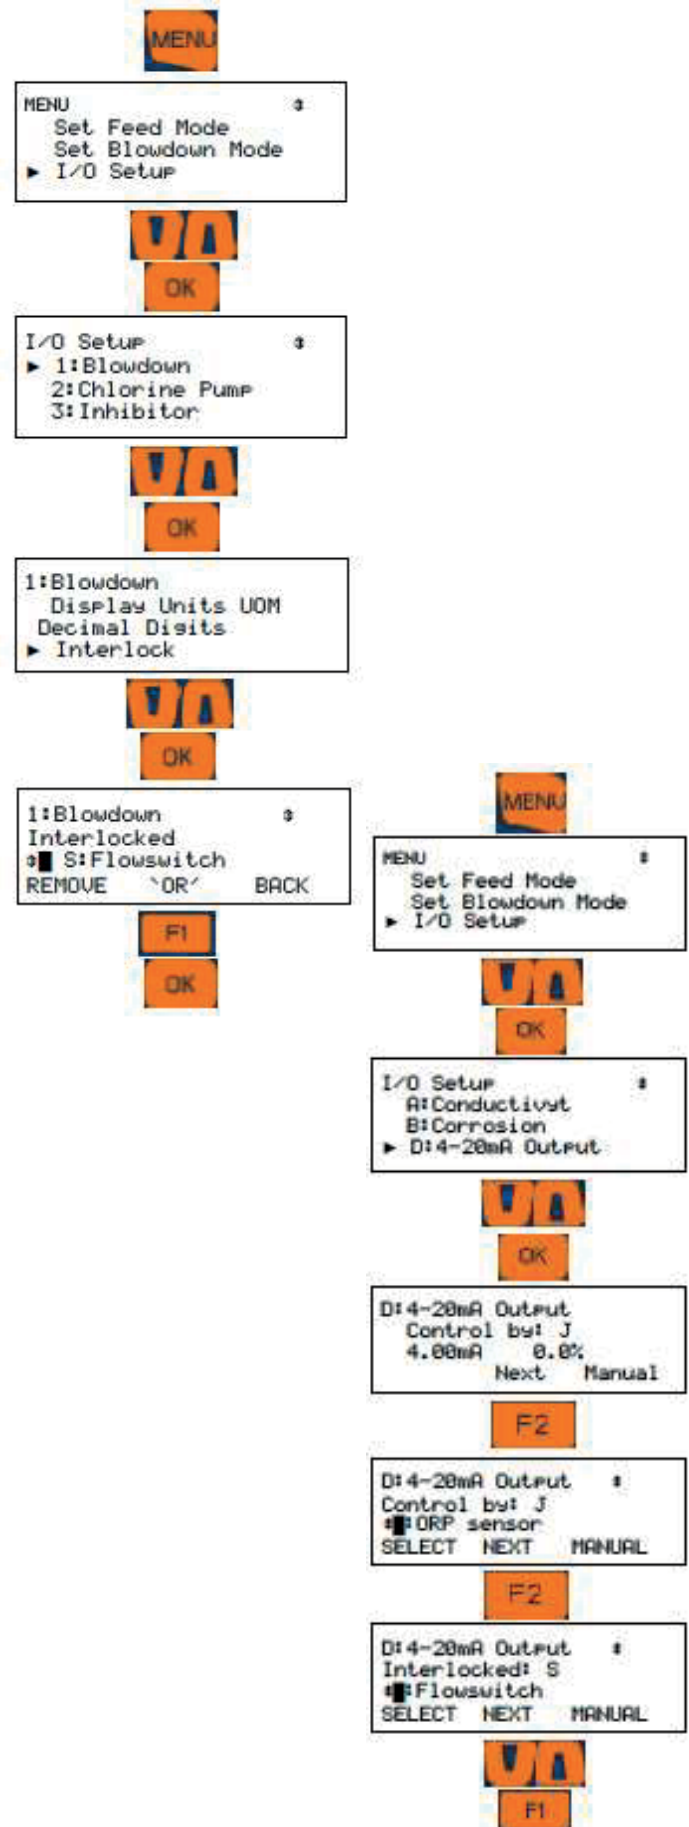 MENU
MENU
Set Feed Mode
Set Blowdown Mode
► I/O Setup
OK
I/O Setup
► 1:Blowdown
2:Chlorine Pump
3:Inhibitor
OK
1:Blowdown
Display Units UOM
Decimal Digits
► Interlock
OK
1:Blowdown
Interlocked
S:Flowswitch
REMOVE `OR´ BACK
F1
OK
MENU
MENU
Set Feed Mode
Set Blowdown Mode
► I/O Setup
OK
I/O Setup
A:Conductivyt
B:Corrosion
► D:4-20mA Output
OK
D:4-20mA Output
Control by: J
4.00mA 0.0%
Next Manual
F2
D:4-20mA Output
Control by: J
:ORP sensor
SELECT NEXT MANUAL
F2
D:4-20mA Output
Interlocked: S
:Flowswitch
SELECT NEXT MANUAL
F1